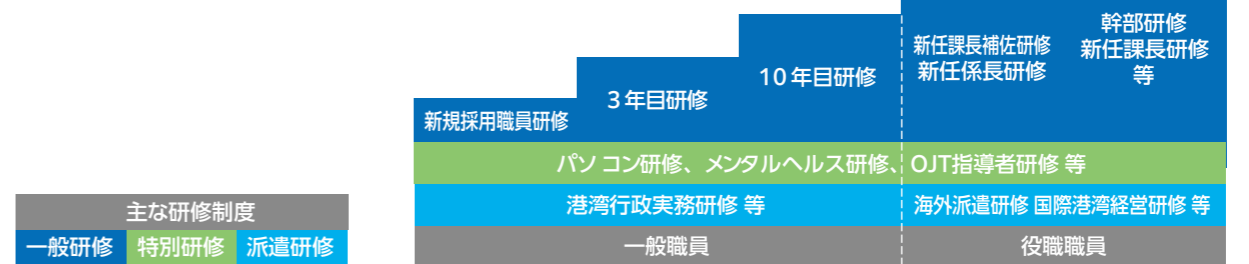 新規採用職員研修
3年目研修
10年目研修
新任課長補佐研修
新任係長研修
幹部研修
新任課長研修
等
パソコン研修、メンタルヘルス研修、OJT指導者研修 等
港湾行政実務研修 等
海外派遣研修 国際港湾経営研修 等
一般職員
役職職員
主な研修制度
一般研修
特別研修
派遣研修